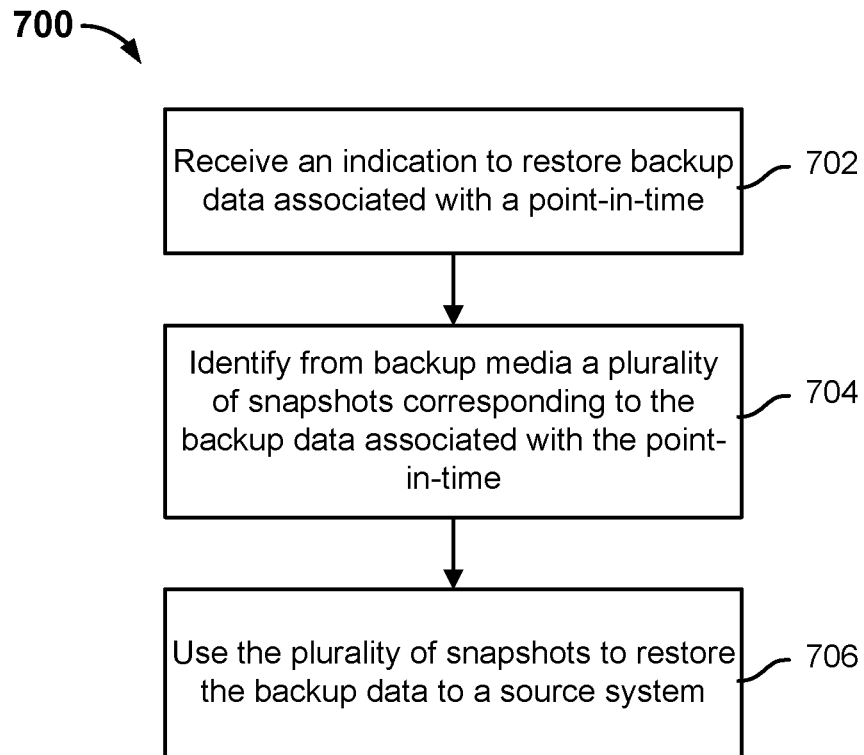 700
Receive an indication to restore backup
data associated with a point-in-time
702
Identify from backup media a plurality
of snapshots corresponding to the
backup data associated with the point-
in-time
704
Use the plurality of snapshots to restore
the backup data to a source system
706